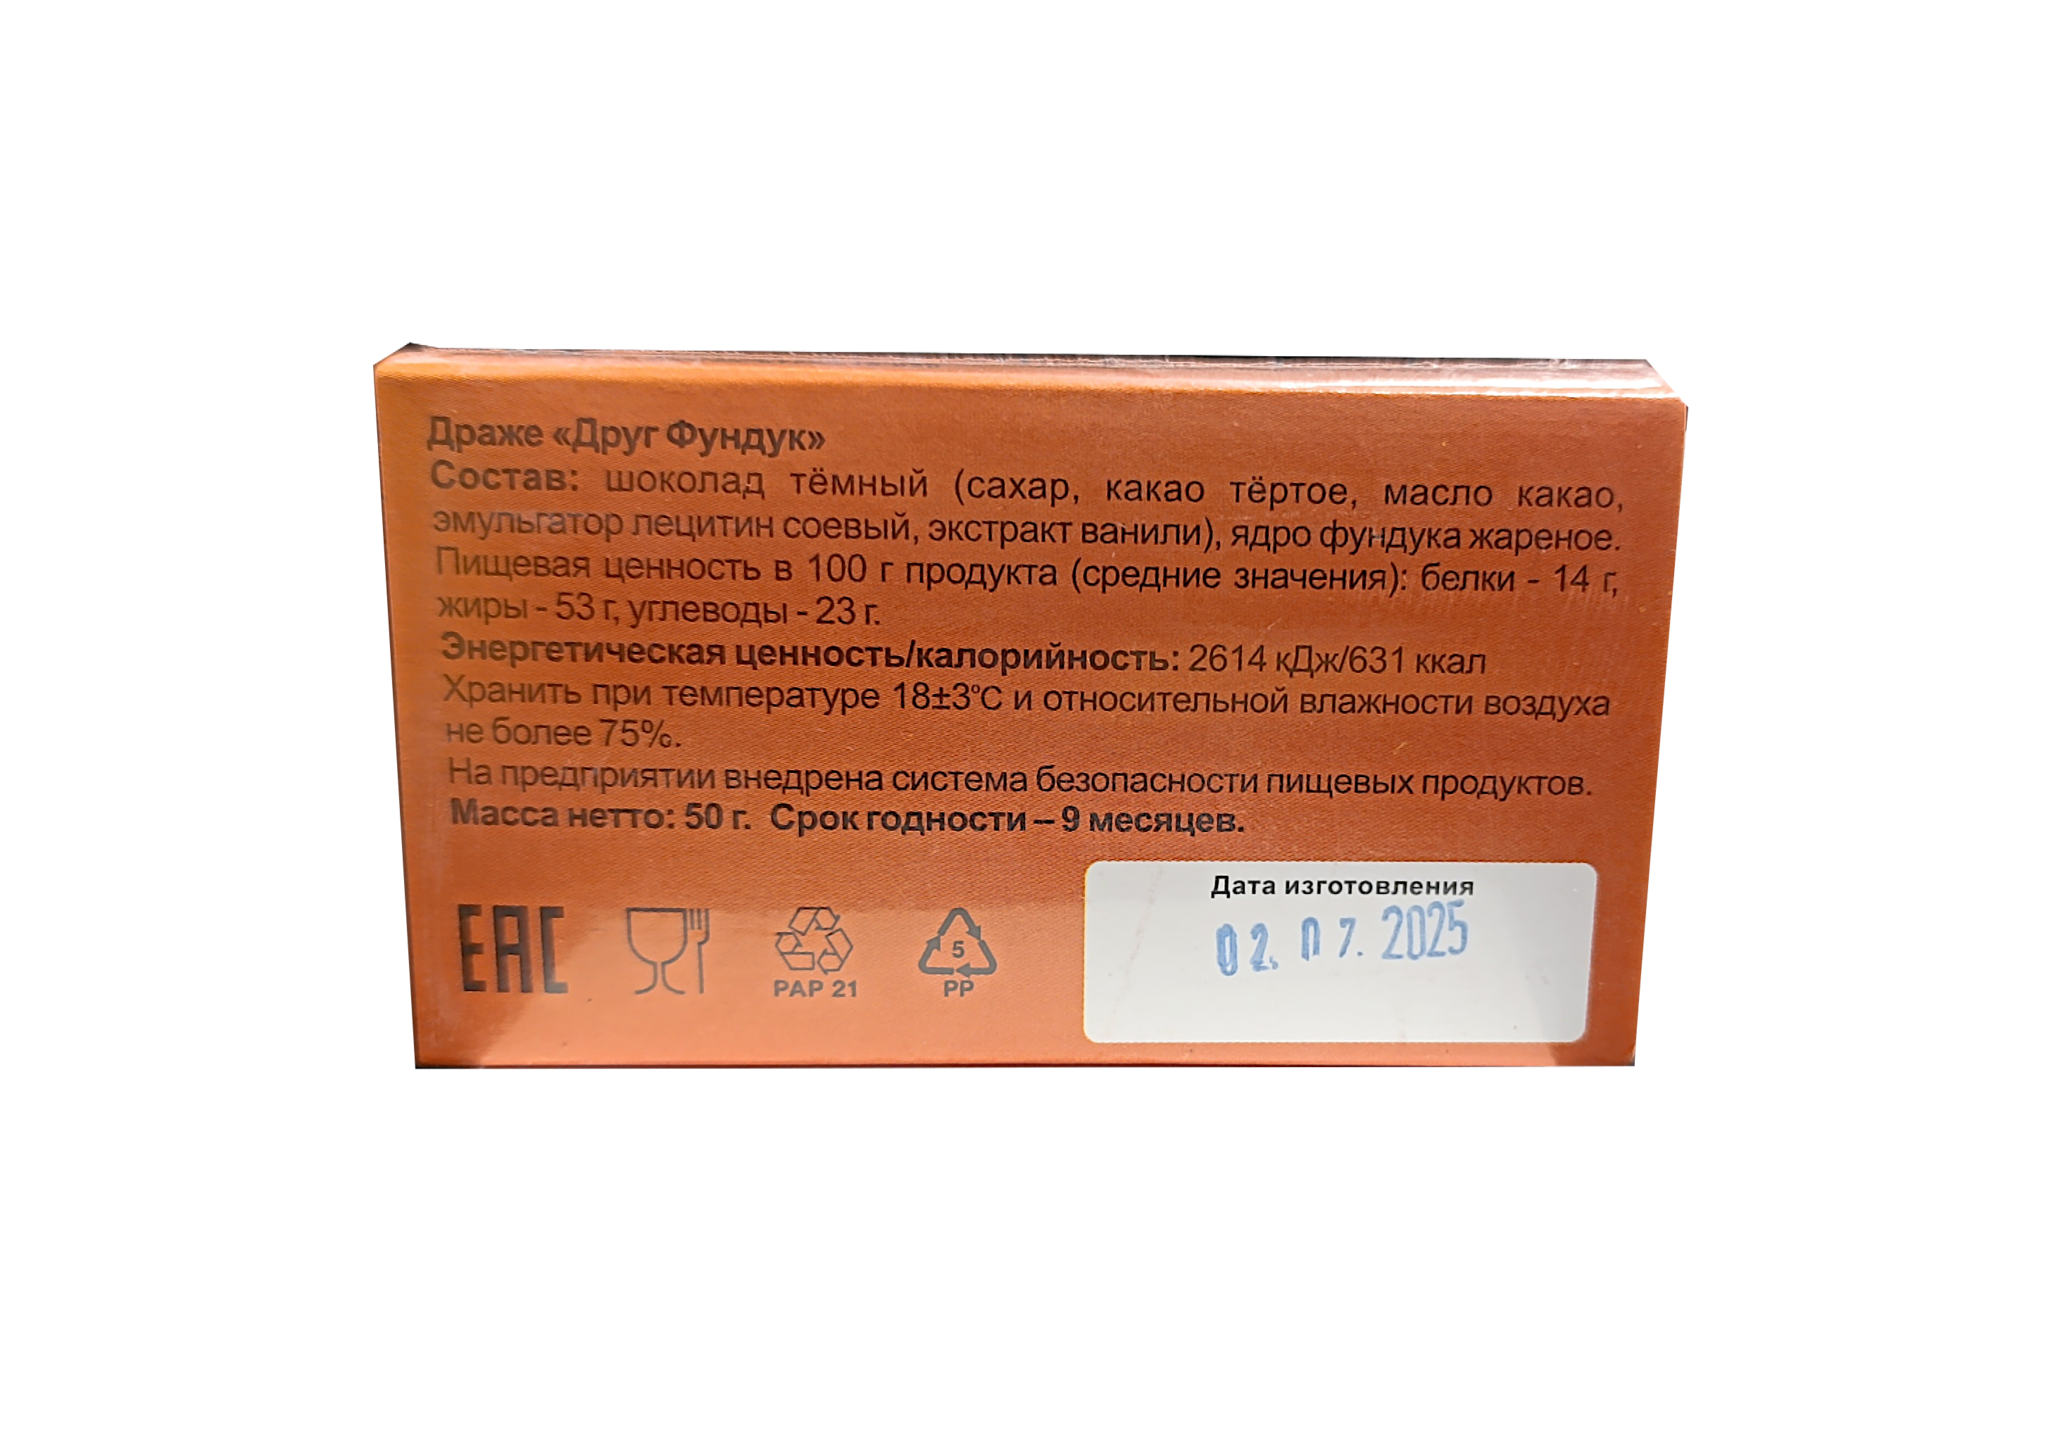 Драже «Друг Фундук»
Состав: шоколад тёмный (сахар, какао тёртое, масло какао,
эмульгатор лецитин соевый, экстракт ванили), ядро фундука жареное.
Пищевая ценность в 100 г продукта (средние значения): белки - 14 г,
жиры - 53 г, углеводы - 23 г.
Энергетическая ценность/калорийность: 2614 кДж/631 ккал
Хранить при температуре 18±3°C и относительной влажности воздуха
не более 75%.
На предприятии внедрена система безопасности пищевых продуктов.
Масса нетто: 50 г. Срок годности – 9 месяцев.
Дата изготовления
02. 07. 2025
EAC
5
PAP 21
PP